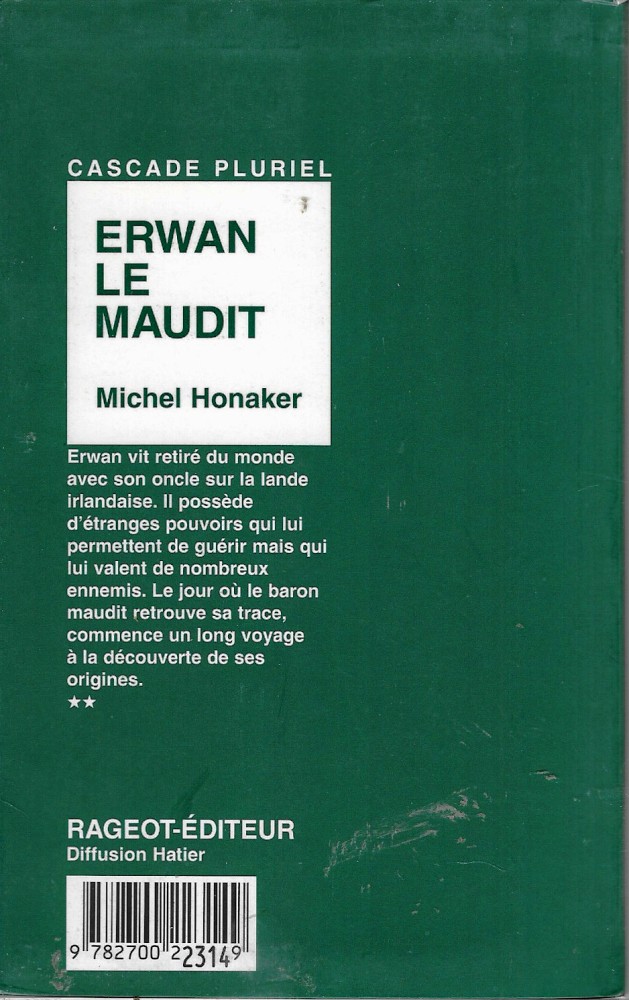 CASCADE PLURIEL
ERWAN
LE
MAUDIT
Michel Honaker
Erwan vit retiré du monde
avec son oncle sur la lande
irlandaise. Il possède
d'étranges pouvoirs qui lui
permettent de guérir mais qui
lui valent de nombreux
ennemis. Le jour où le baron
maudit retrouve sa trace,
commence un long voyage
à la découverte de ses
origines.
★★
RAGEOT-ÉDITEUR
Diffusion Hatier
9 782700 223149